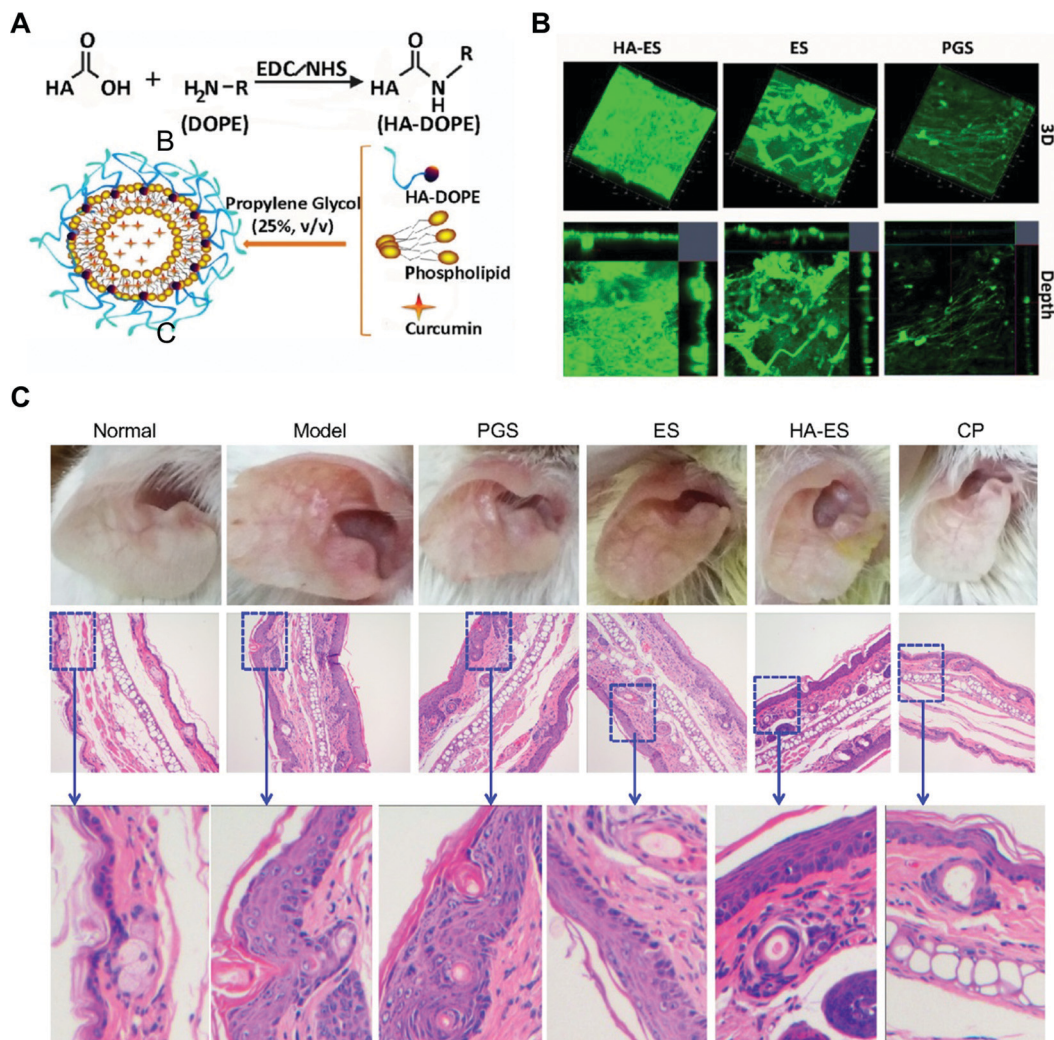 A
O
HA
OH
+
H₂N–R
(DOPE)
EDC/NHS
O
HA
N
H
R
(HA-DOPE)
B
C
Propylene Glycol
(25%, v/v)
HA-DOPE
Phospholipid
Curcumin
B
HA-ES ES PGS
3D
Depth
C
Normal Model PGS ES HA-ES CP